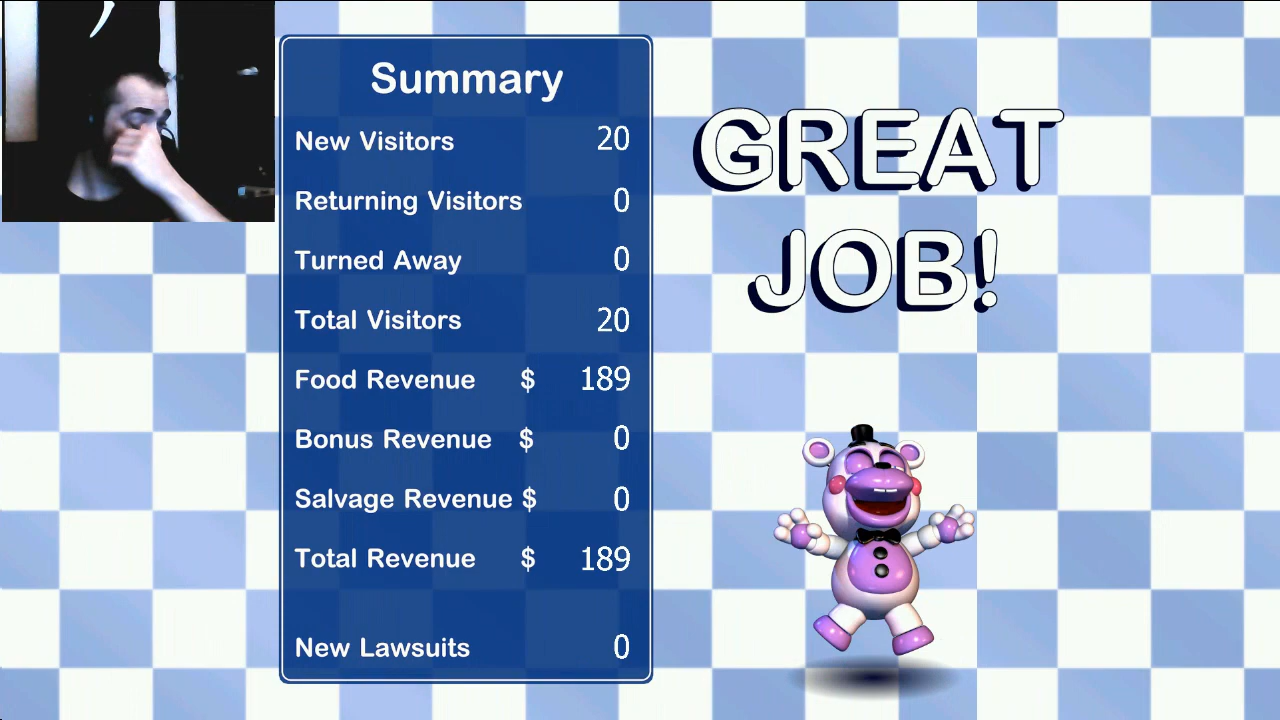 Summary
New Visitors 20
Returning Visitors 0
Turned Away 0
Total Visitors 20
Food Revenue $ 189
Bonus Revenue $ 0
Salvage Revenue $ 0
Total Revenue $ 189
New Lawsuits 0
GREAT
JOB!